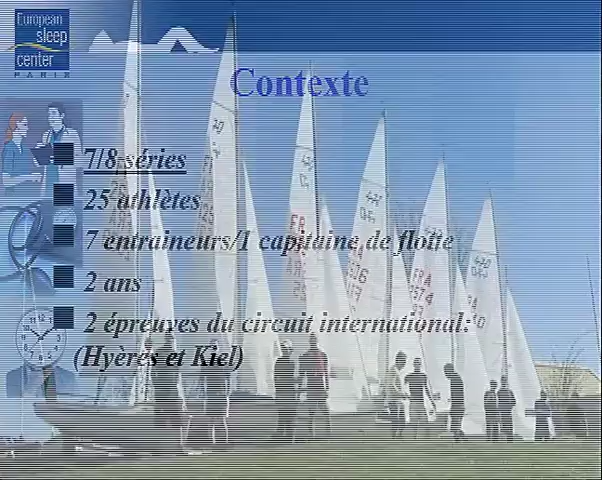 European
sleep
center
PARIS
Contexte
7/8 séries
25 athlètes
7 entraineurs/1 capitaine de flotte
2 ans
2 épreuves du circuit international:
(Hyères et Kiel)